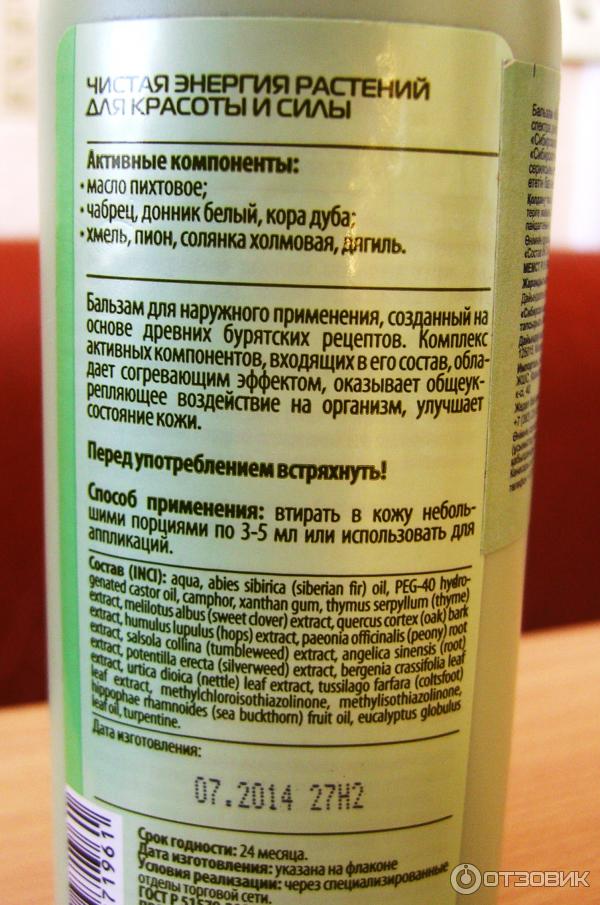 ЧИСТАЯ ЭНЕРГИЯ РАСТЕНИЙ
ДЛЯ КРАСОТЫ И СИЛЫ
Активные компоненты:
• масло пихтовое;
• чабрец, донник белый, кора дуба;
• хмель, пион, солянка холмовая, дягиль.
Бальзам для наружного применения, созданный на
основе древних бурятских рецептов. Комплекс
активных компонентов, входящих в его состав, обла-
дает согревающим эффектом, оказывает общеук-
репляющее воздействие на организм, улучшает
состояние кожи.
Перед употреблением встряхнуть!
Способ применения: втирать в кожу неболь-
шими порциями по 3-5 мл или использовать для
аппликаций.
Состав (INCI): aqua, abies sibirica (siberian fir) oil, PEG-40 hydro-
genated castor oil, camphor, xanthan gum, thymus serpyllum (thyme)
extract, melilotus albus (sweet clover) extract, quercus cortex (oak) bark
extract, humulus lupulus (hops) extract, paeonia officinalis (peony) root
extract, salsola collina (tumbleweed) extract, angelica sinensis (root)
extract, potentilla erecta (silverweed) extract, bergenia crassifolia leaf
extract, urtica dioica (nettle) leaf extract, tussilago farfara (coltsfoot)
leaf extract, methylchloroisothiazolinone, methylisothiazolinone,
hippophae rhamnoides (sea buckthorn) fruit oil, eucalyptus globulus
leaf oil, turpentine.
Дата изготовления:
07.2014 27H2
Срок годности: 24 месяца.
Дата изготовления: указана на флаконе
Условия реализации: через специализированные
отделы торговой сети.
ГОСТ Р
71961
Бальзам
ОТЗОВИК